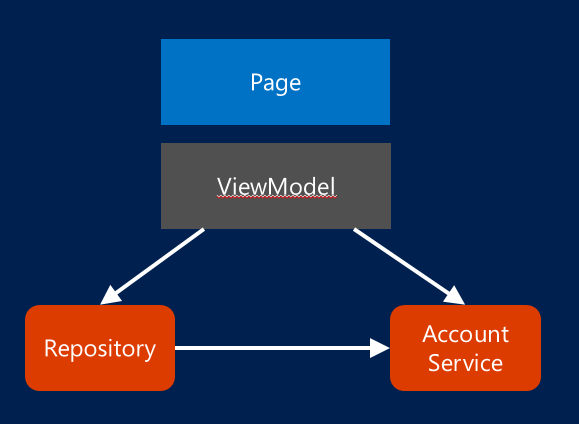 Page
ViewModel
Repository
Account
Service